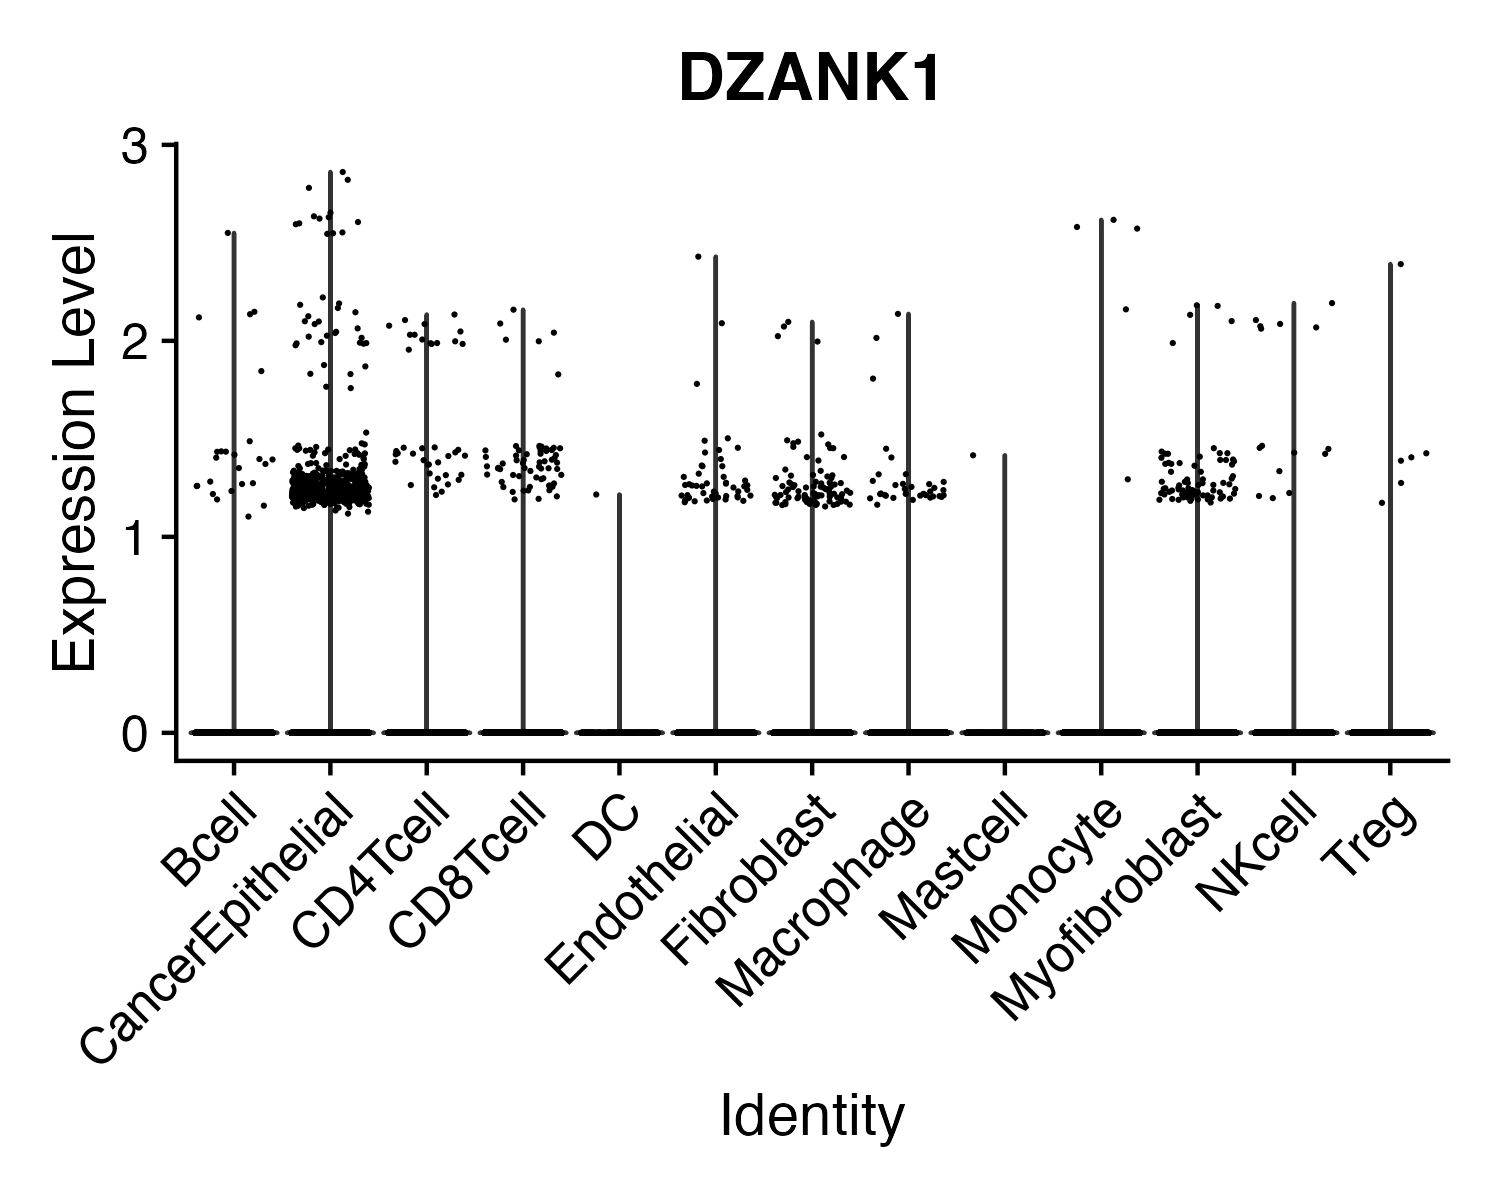 DZANK1
Expression Level
3
2
1
0
Bcell
CancerEpithelial
CD4Tcell
CD8Tcell
DC
Endothelial
Fibroblast
Macrophage
Mastcell
Monocyte
Myofibroblast
NKcell
Treg
Identity